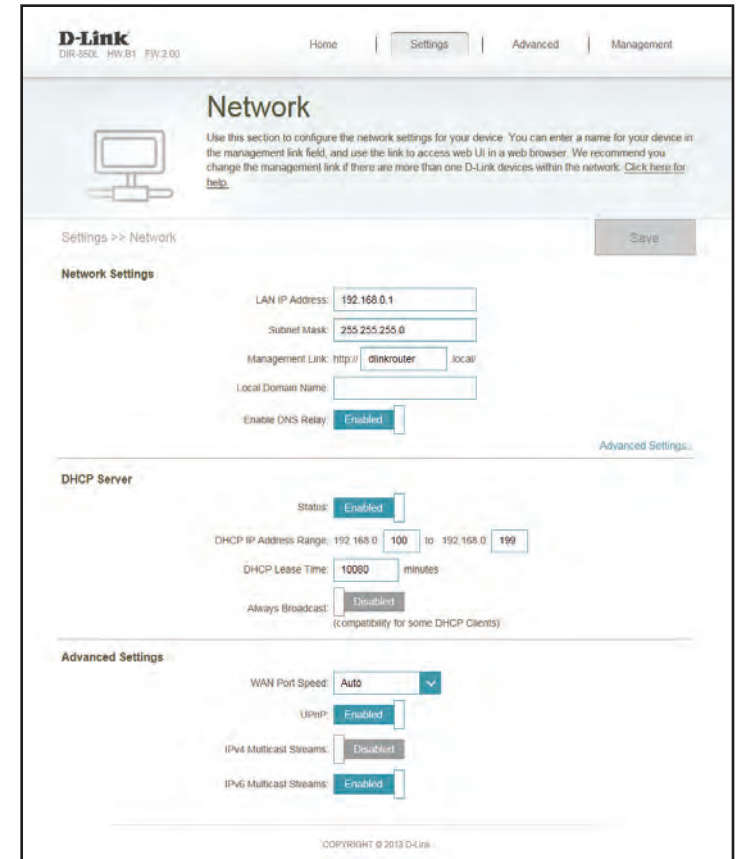 D-Link
DIR-850L HW:B1 FW:2.00
Home | Settings | Advanced | Management
Network
Use this section to configure the network settings for your device. You can enter a name for your device in
the management link field, and use the link to access web UI in a web browser. We recommend you
change the management link if there are more than one D-Link devices within the network. Click here for
help.
Settings >> Network
Save
Network Settings
LAN IP Address: 192.168.0.1
Subnet Mask: 255.255.255.0
Management Link: http:// dlinkrouter .local/
Local Domain Name:
Enable DNS Relay: Enabled
Advanced Settings...
DHCP Server
Status: Enabled
DHCP IP Address Range: 192.168.0. 100 to 192.168.0. 199
DHCP Lease Time: 10080 minutes
Always Broadcast: Disabled
(compatibility for some DHCP Clients)
Advanced Settings
WAN Port Speed: Auto
UPnP: Enabled
IPv4 Multicast Streams: Disabled
IPv6 Multicast Streams: Enabled
COPYRIGHT © 2013 D-Link